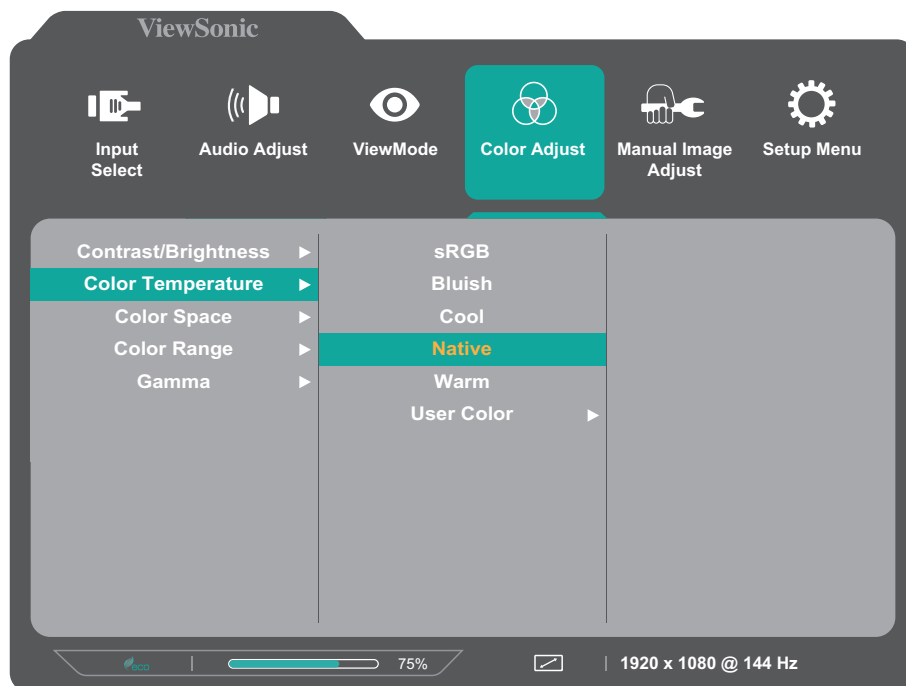 ViewSonic
Input Select
Audio Adjust
ViewMode
Color Adjust
Manual Image Adjust
Setup Menu
Contrast/Brightness
Color Temperature
Color Space
Color Range
Gamma
sRGB
Bluish
Cool
Native
Warm
User Color
eco
75%
1920 x 1080 @ 144 Hz